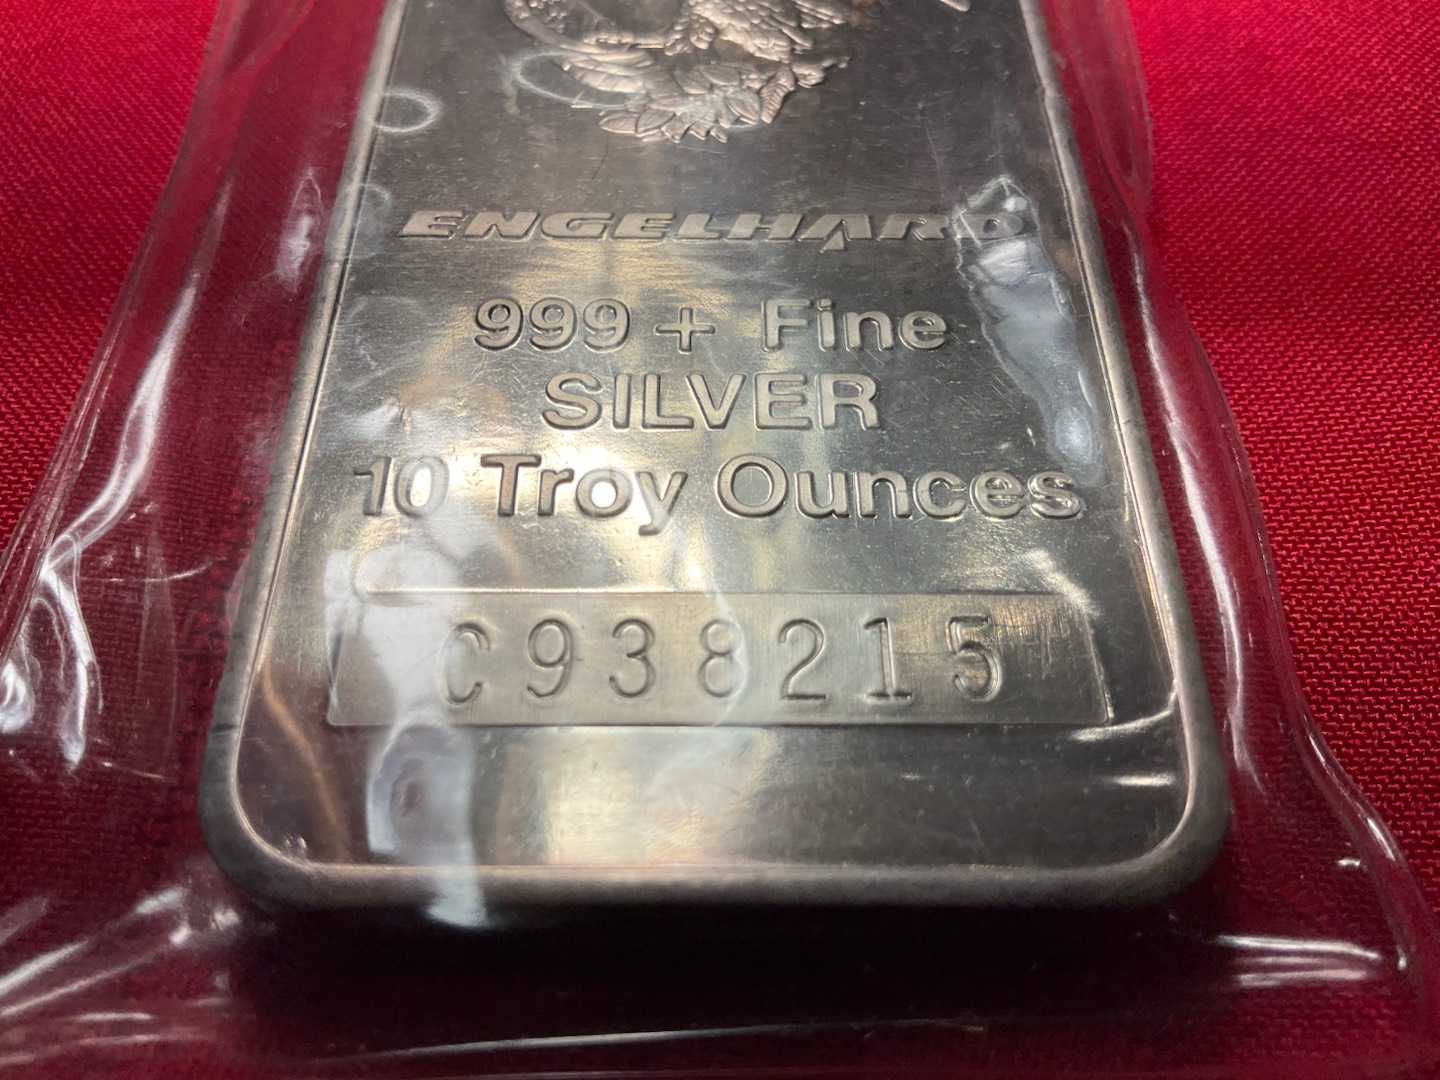 ENGELHARD
999 + Fine
SILVER
10 Troy Ounces
C938215